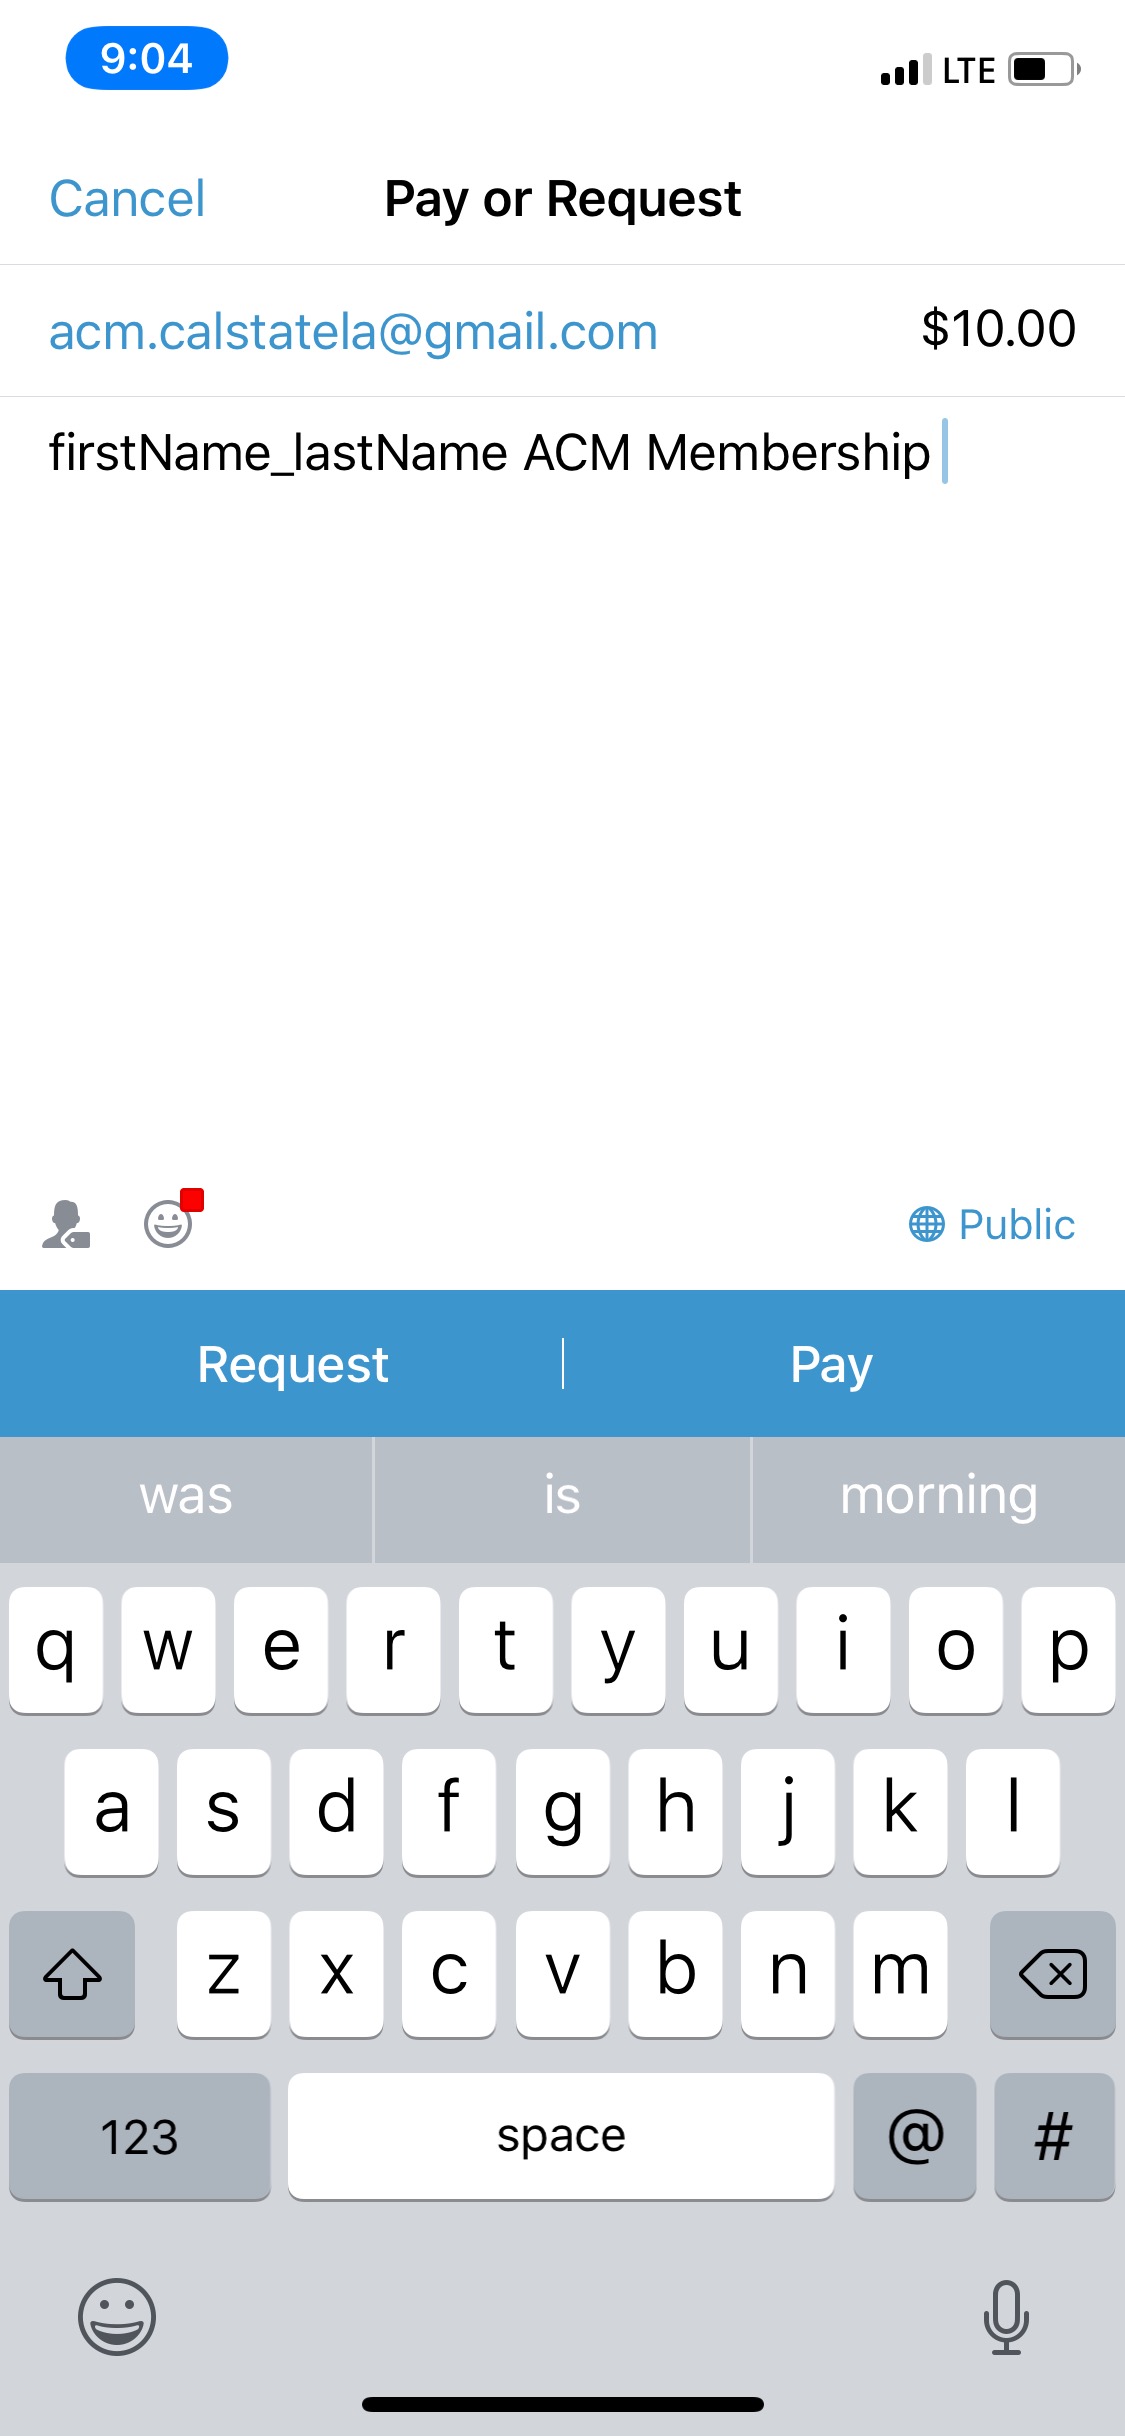 9:04 LTE
Cancel Pay or Request
acm.calstatela@gmail.com $10.00
firstName_lastName ACM Membership
Public
Request Pay
was is morning
q w e r t y u i o p
a s d f g h j k l
z x c v b n m
123 space @ #